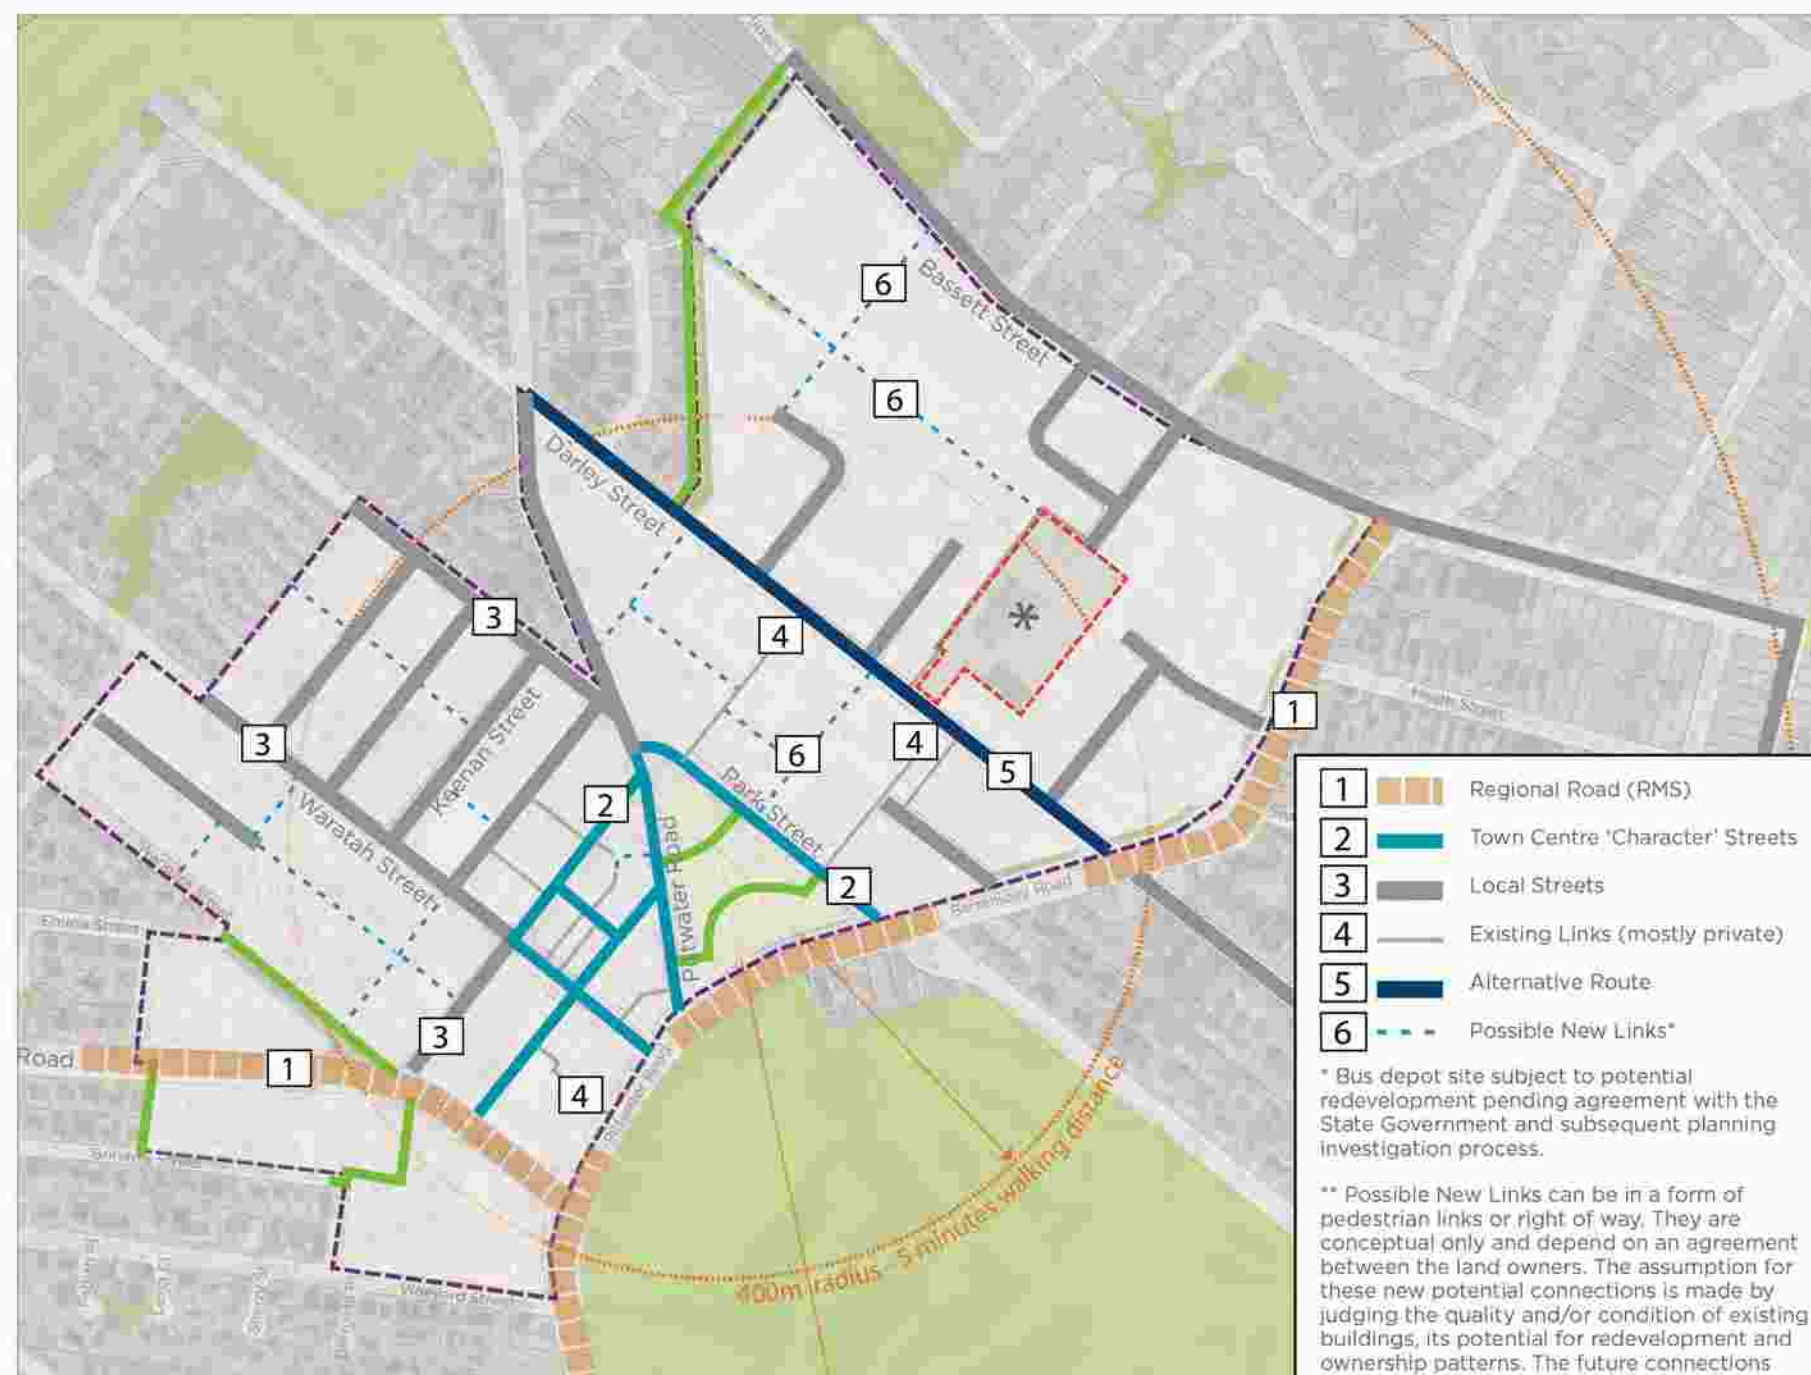 6
Bassett Street
6
Darley Street
3
4
*
Keenan Street
3
4
1
6
5
2
Park Street
Waratah Street
Pittwater Road
2
Barrenjoey Road
Emma Street
3
Road
1
4
400m radius - 5 minutes walking distance
1 Regional Road (RMS)
2 Town Centre 'Character' Streets
3 Local Streets
4 Existing Links (mostly private)
5 Alternative Route
6 Possible New Links*
* Bus depot site subject to potential
redevelopment pending agreement with the
State Government and subsequent planning
investigation process.
** Possible New Links can be in a form of
pedestrian links or right of way. They are
conceptual only and depend on an agreement
between the land owners. The assumption for
these new potential connections is made by
judging the quality and/or condition of existing
buildings, its potential for redevelopment and
ownership patterns. The future connections